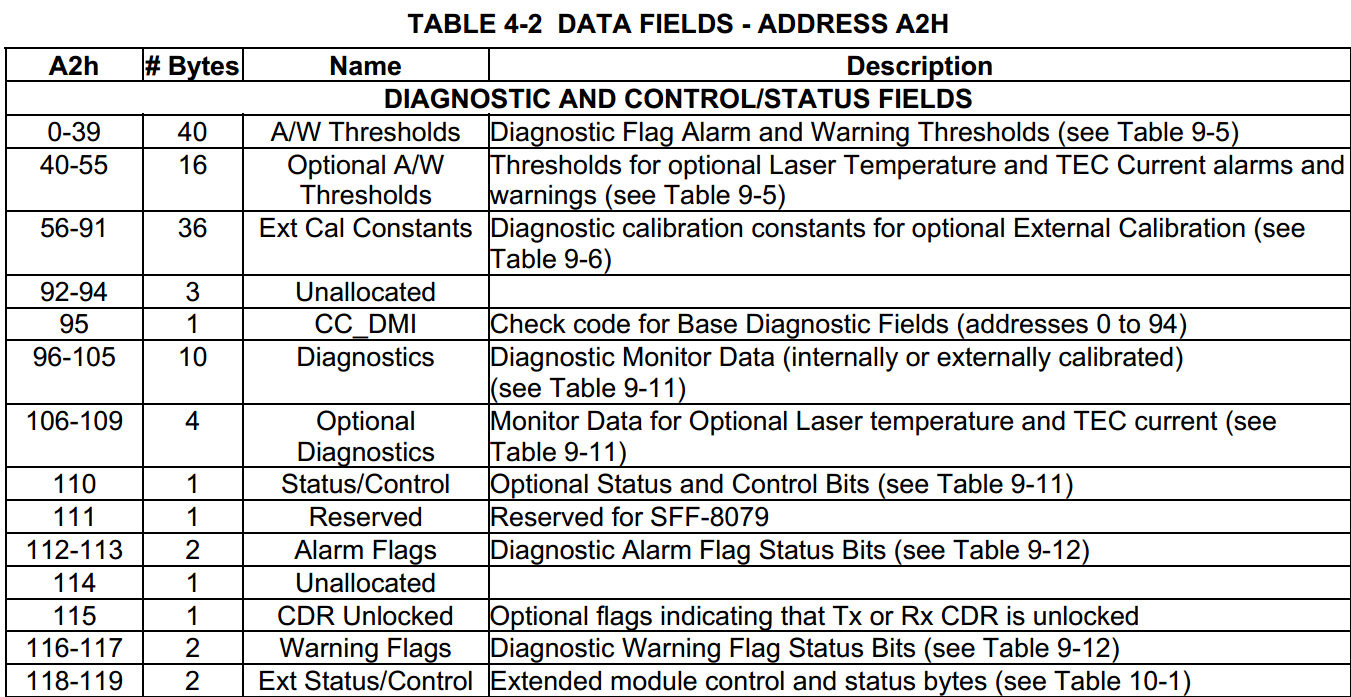 TABLE 4-2 DATA FIELDS - ADDRESS A2H
A2h # Bytes Name Description
DIAGNOSTIC AND CONTROL/STATUS FIELDS
0-39 40 A/W Thresholds Diagnostic Flag Alarm and Warning Thresholds (see Table 9-5)
40-55 16 Optional A/W Thresholds for optional Laser Temperature and TEC Current alarms and
Thresholds warnings (see Table 9-5)
56-91 36 Ext Cal Constants Diagnostic calibration constants for optional External Calibration (see
Table 9-6)
92-94 3 Unallocated
95 1 CC_DMI Check code for Base Diagnostic Fields (addresses 0 to 94)
96-105 10 Diagnostics Diagnostic Monitor Data (internally or externally calibrated)
(see Table 9-11)
106-109 4 Optional Monitor Data for Optional Laser temperature and TEC current (see
Diagnostics Table 9-11)
110 1 Status/Control Optional Status and Control Bits (see Table 9-11)
111 1 Reserved Reserved for SFF-8079
112-113 2 Alarm Flags Diagnostic Alarm Flag Status Bits (see Table 9-12)
114 1 Unallocated
115 1 CDR Unlocked Optional flags indicating that Tx or Rx CDR is unlocked
116-117 2 Warning Flags Diagnostic Warning Flag Status Bits (see Table 9-12)
118-119 2 Ext Status/Control Extended module control and status bytes (see Table 10-1)